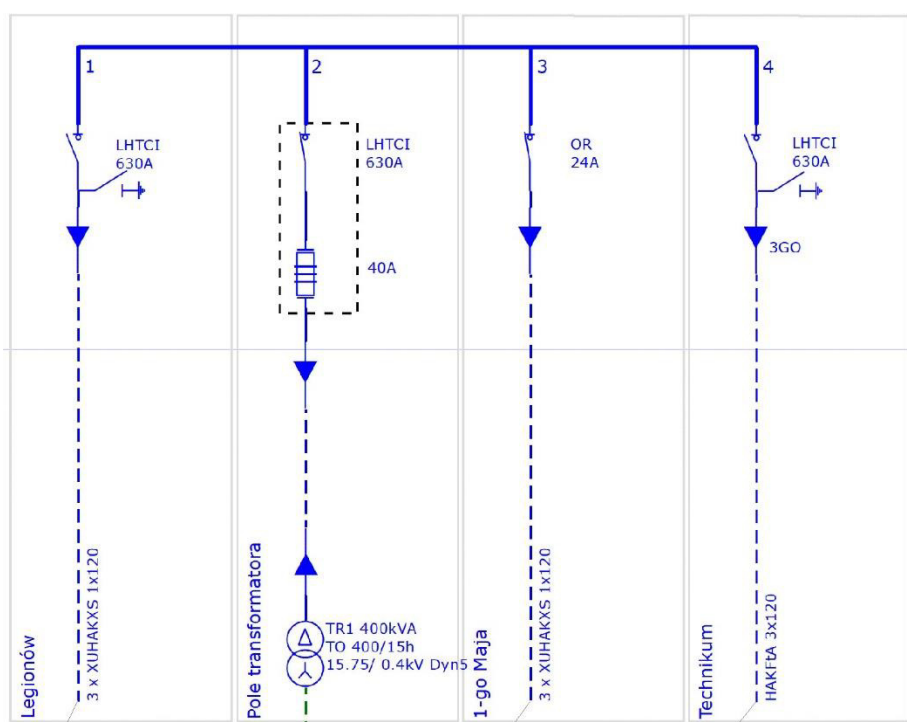 1
2
3
4
LHTCI
630A
LHTCI
630A
OR
24A
LHTCI
630A
40A
3GO
Legionów
3 x XUHAKXS 1x120
Pole transformatora
TR1 400kVA
TO 400/15h
15.75/ 0.4kV Dyn5
1-go Maja
3 x XUHAKXS 1x120
Technikum
HAKFtA 3x120